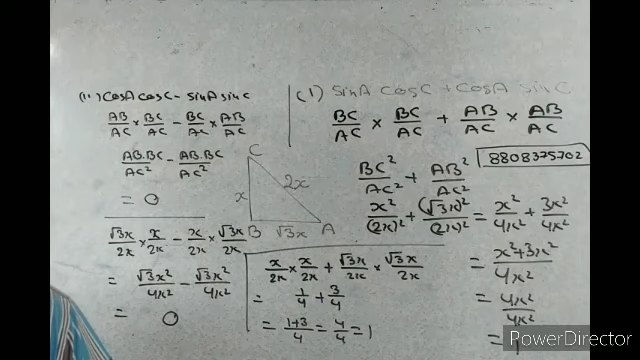 (11) CosA cosC - sinA sinC
AB/AC × BC/AC - BC/AC × AB/AC
AB.BC/AC² - AB.BC/AC²
= 0
√3x/2x × x/2x - x/2x × √3x/2x
= √3x²/4x² - √3x²/4x²
= 0
C
x
2x
B
√3x
A
(1) sinA cosC + cosA sinC
BC/AC × BC/AC + AB/AC × AB/AC
8808375702
BC²/AC² + AB²/AC²
x²/(2x)² + (√3x)²/(2x)² = x²/4x² + 3x²/4x²
= x²+3x²/4x²
= 4x²/4x²
=
x/2x × x/2x + √3x/2x × √3x/2x
= 1/4 + 3/4
= 1+3/4 = 4/4 = 1
PowerDirector